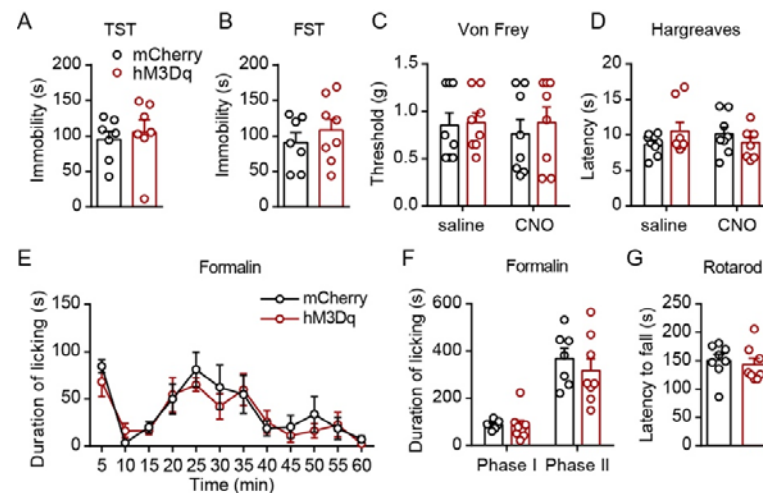 A TST
mCherry
hM3Dq
Immobility (s)
200
150
100
50
0
B FST
Immobility (s)
200
150
100
50
0
C Von Frey
Threshold (g)
1.5
1.0
0.5
0.0
saline CNO
D Hargreaves
Latency (s)
20
15
10
5
0
saline CNO
E Formalin
mCherry
hM3Dq
Duration of licking (s)
150
100
50
0
5 10 15 20 25 30 35 40 45 50 55 60
Time (min)
F Formalin
Duration of licking (s)
600
400
200
0
Phase I Phase II
G Rotarod
Latency to fall (s)
250
200
150
100
50
0